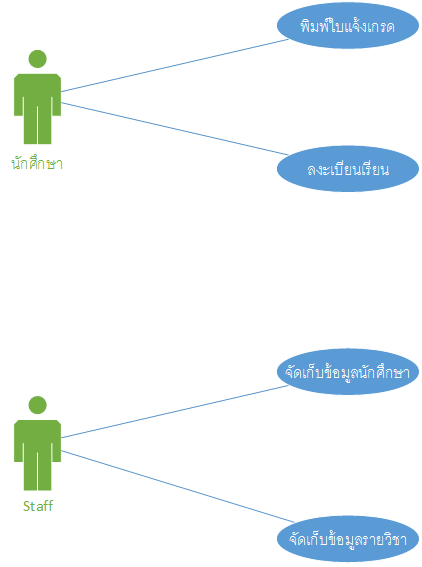 พิมพ์ใบแจ้งเกรด
นักศึกษา
ลงะเบียนเรียน
จัดเก็บข้อมูลนักศึกษา
Staff
จัดเก็บข้อมูลรายวิชา